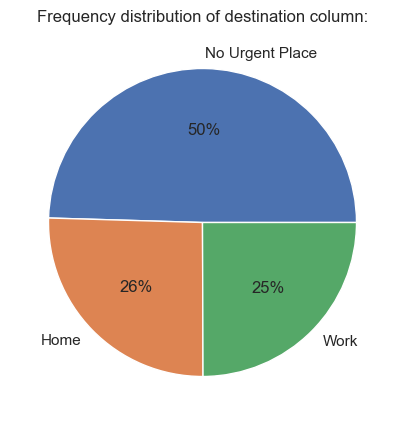 Frequency distribution of destination column:
No Urgent Place
50%
26%
25%
Home
Work